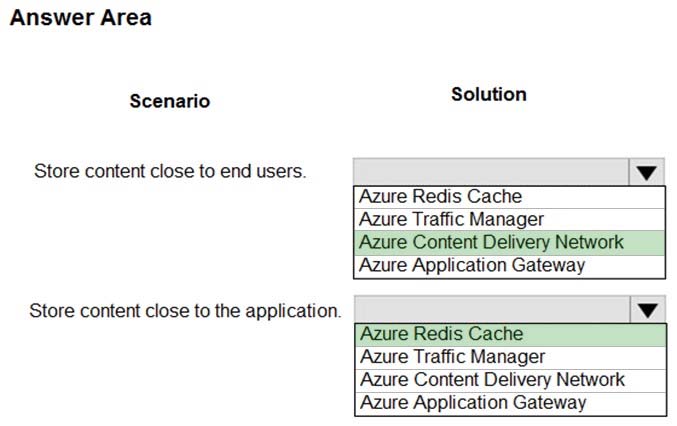 Answer Area
Scenario
Solution
Store content close to end users.
Azure Redis Cache
Azure Traffic Manager
Azure Content Delivery Network
Azure Application Gateway
Store content close to the application.
Azure Redis Cache
Azure Traffic Manager
Azure Content Delivery Network
Azure Application Gateway